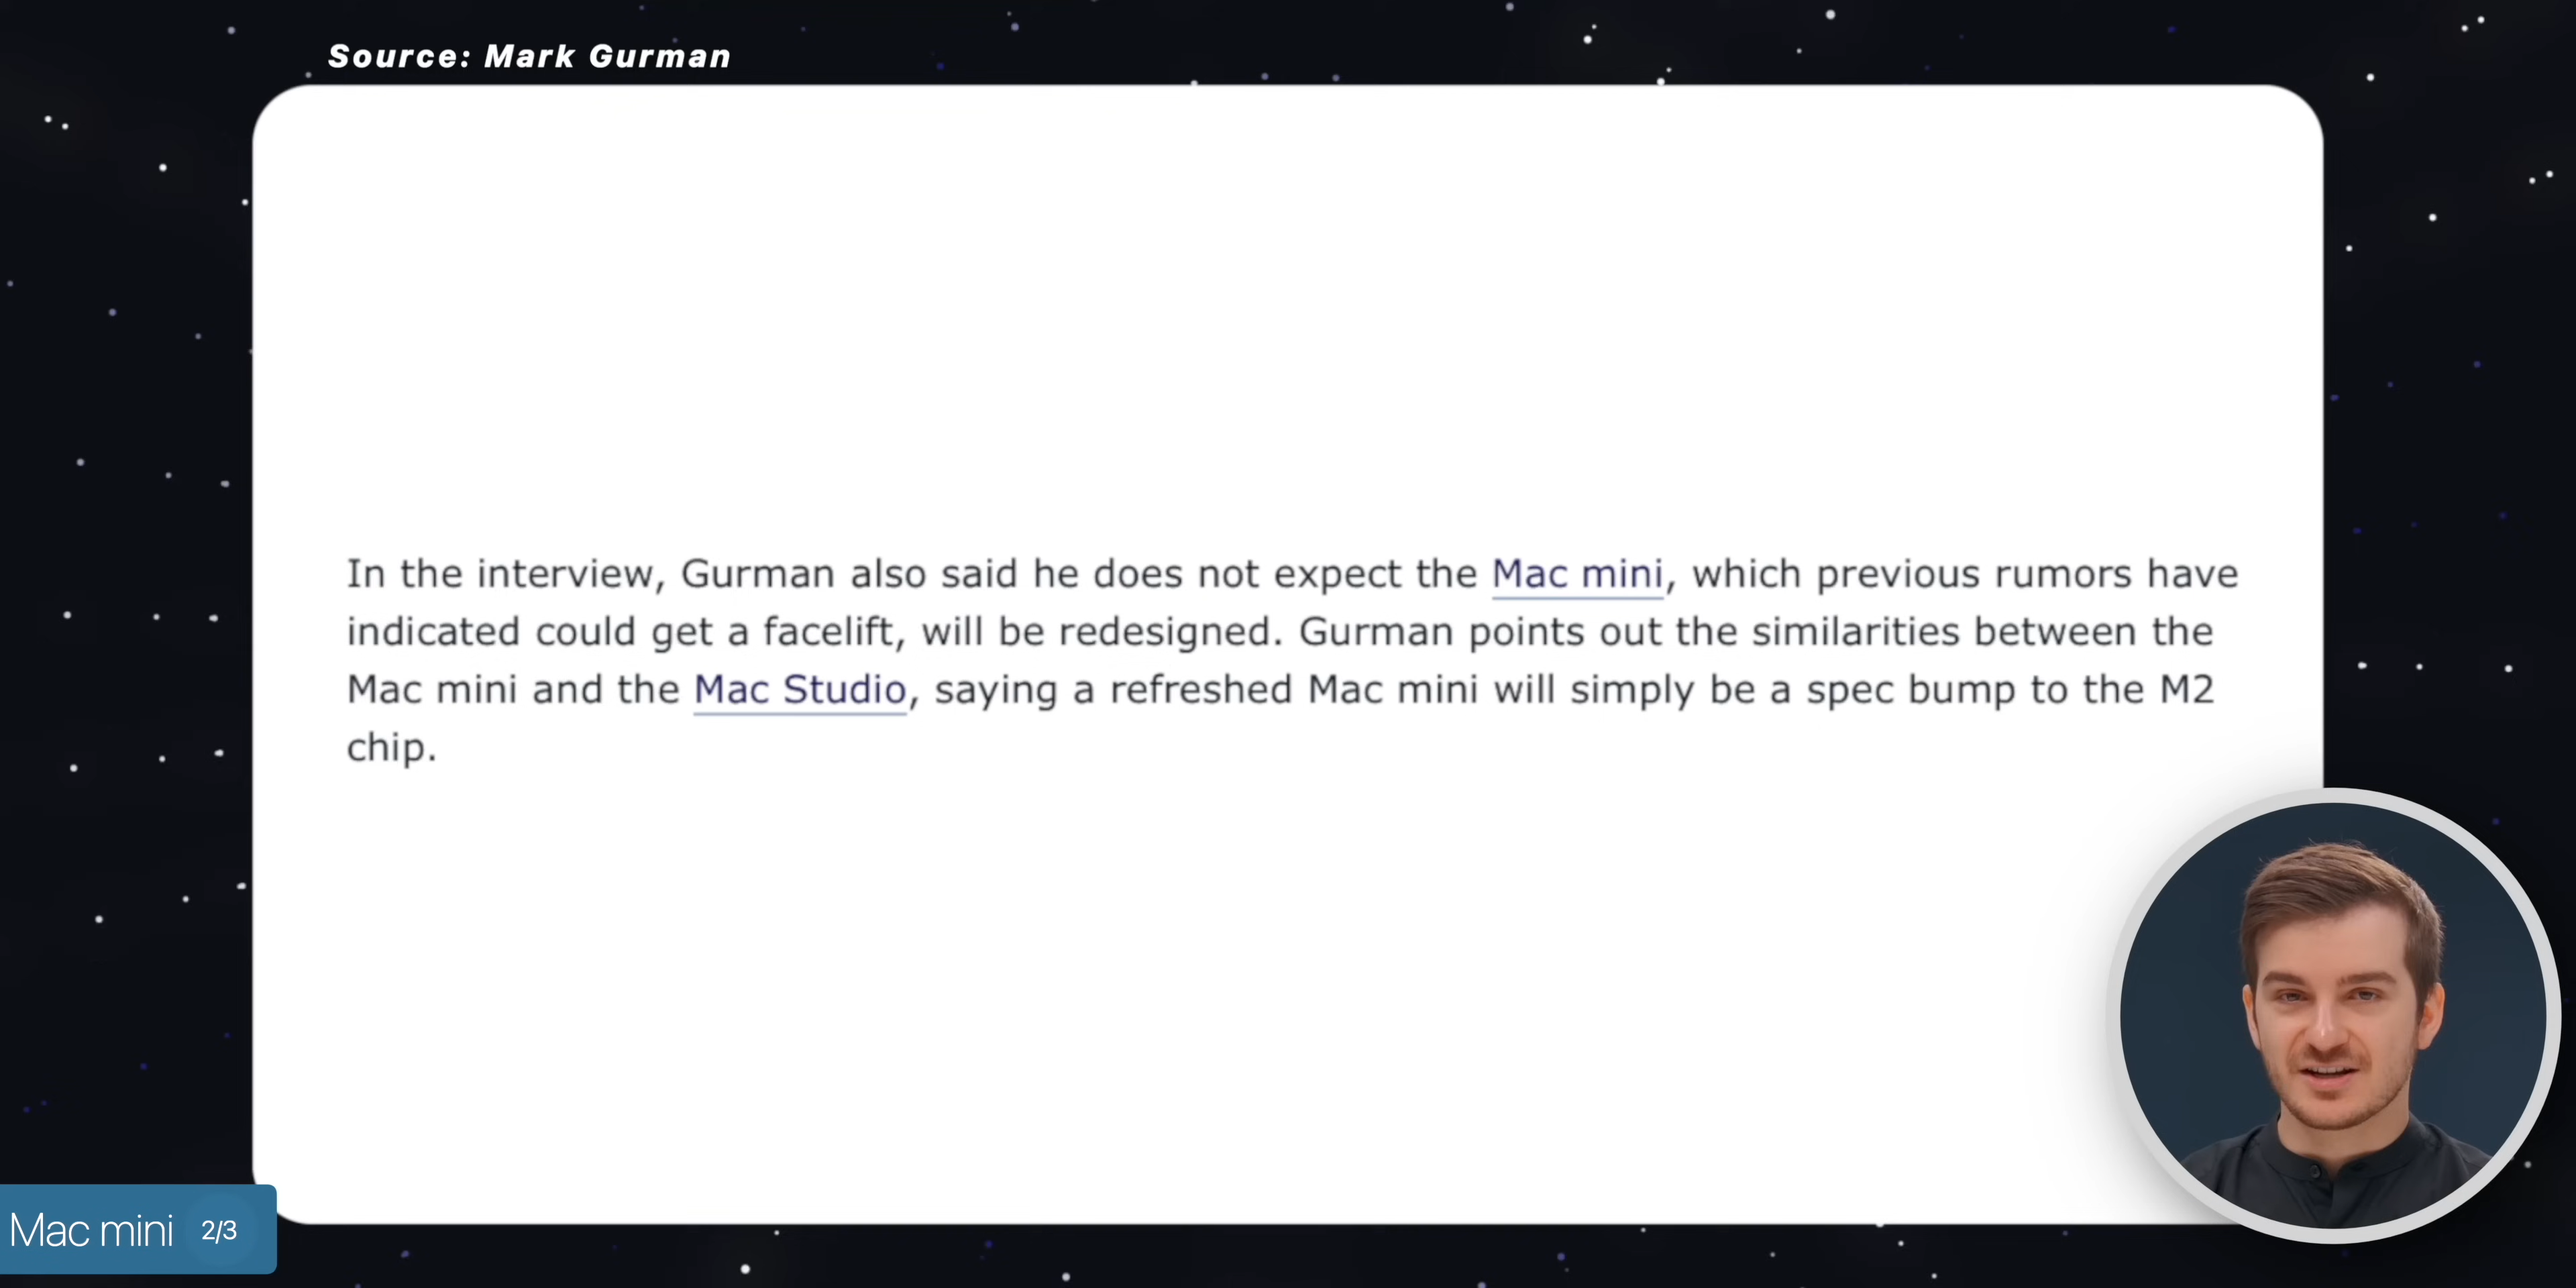 Source: Mark Gurman
In the interview, Gurman also said he does not expect the Mac mini, which previous rumors have
indicated could get a facelift, will be redesigned. Gurman points out the similarities between the
Mac mini and the Mac Studio, saying a refreshed Mac mini will simply be a spec bump to the M2
chip.
Mac mini 2/3